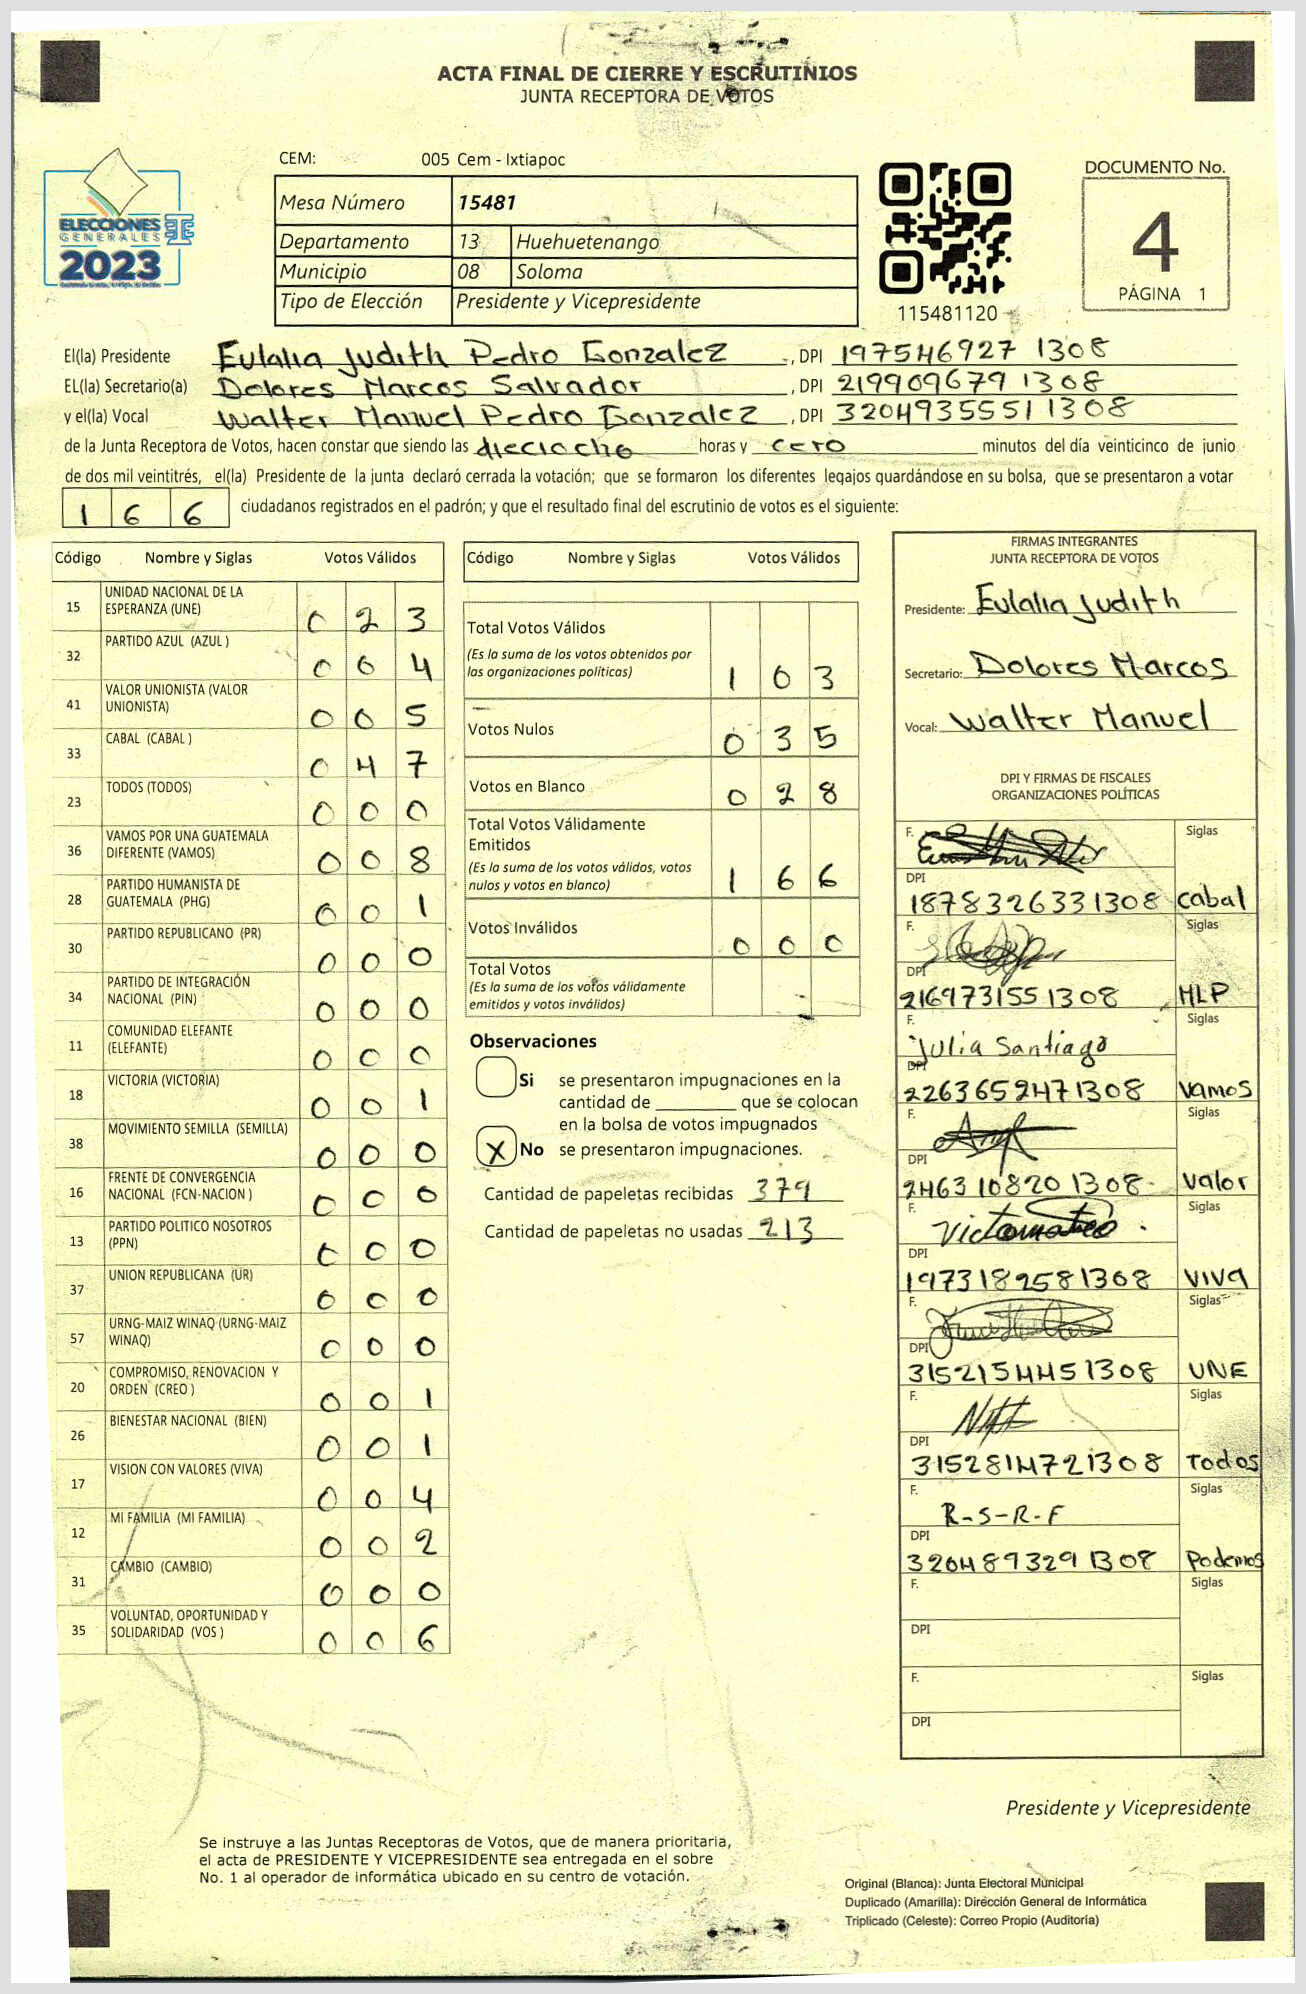 ACTA FINAL DE CIERRE Y ESCRUTINIOS
JUNTA RECEPTORA DE VOTOS
ELECCIONES
GENERALES
2023
CEM: 005 Cem - Ixtiapoc
Mesa Número 15481
Departamento 13 Huehuetenango
Municipio 08 Soloma
Tipo de Elección Presidente y Vicepresidente
115481120
DOCUMENTO No.
4
PÁGINA 1
El(la) Presidente Eulalia Judith Pedro Gonzalez, DPI 197546927 1308
EL(la) Secretario(a) Dolores Marcos Salvador, DPI 219909679 1308
y el(la) Vocal Walter Manuel Pedro Gonzalez, DPI 3204935551308
de la Junta Receptora de Votos, hacen constar que siendo las dieciocho horas y cero minutos del día veinticinco de junio
de dos mil veintitrés, el(la) Presidente de la junta declaró cerrada la votación; que se formaron los diferentes legajos guardándose en su bolsa, que se presentaron a votar
166 ciudadanos registrados en el padrón; y que el resultado final del escrutinio de votos es el siguiente:
Código Nombre y Siglas Votos Válidos
15 UNIDAD NACIONAL DE LA ESPERANZA (UNE) 0 2 3
32 PARTIDO AZUL (AZUL ) 0 0 4
41 VALOR UNIONISTA (VALOR UNIONISTA) 0 0 5
33 CABAL (CABAL ) 0 4 7
23 TODOS (TODOS) 0 0 0
36 VAMOS POR UNA GUATEMALA DIFERENTE (VAMOS) 0 0 8
28 PARTIDO HUMANISTA DE GUATEMALA (PHG) 0 0 1
30 PARTIDO REPUBLICANO (PR) 0 0 0
34 PARTIDO DE INTEGRACIÓN NACIONAL (PIN) 0 0 0
11 COMUNIDAD ELEFANTE (ELEFANTE) 0 0 0
18 VICTORIA (VICTORIA) 0 0 1
38 MOVIMIENTO SEMILLA (SEMILLA) 0 0 0
16 FRENTE DE CONVERGENCIA NACIONAL (FCN-NACION ) 0 0 0
13 PARTIDO POLITICO NOSOTROS (PPN) 0 0 0
37 UNION REPUBLICANA (UR) 0 0 0
57 URNG-MAIZ WINAQ (URNG-MAIZ WINAQ) 0 0 0
20 COMPROMISO, RENOVACION Y ORDEN (CREO ) 0 0 1
26 BIENESTAR NACIONAL (BIEN) 0 0 1
17 VISION CON VALORES (VIVA) 0 0 4
12 MI FAMILIA (MI FAMILIA) 0 0 2
31 CAMBIO (CAMBIO) 0 0 0
35 VOLUNTAD, OPORTUNIDAD Y SOLIDARIDAD (VOS ) 0 0 6
Código Nombre y Siglas Votos Válidos
Total Votos Válidos
(Es la suma de los votos obtenidos por
las organizaciones políticas) 1 0 3
Votos Nulos 0 3 5
Votos en Blanco 0 2 8
Total Votos Válidamente
Emitidos
(Es la suma de los votos válidos, votos
nulos y votos en blanco) 1 6 6
Votos Inválidos 0 0 0
Total Votos
(Es la suma de los votos válidamente
emitidos y votos inválidos)
Observaciones
Si se presentaron impugnaciones en la
cantidad de ________ que se colocan
en la bolsa de votos impugnados
X No se presentaron impugnaciones.
Cantidad de papeletas recibidas 379
Cantidad de papeletas no usadas 213
FIRMAS INTEGRANTES
JUNTA RECEPTORA DE VOTOS
Presidente: Eulalia Judith
Secretario: Dolores Marcos
Vocal: Walter Manuel
DPI Y FIRMAS DE FISCALES
ORGANIZACIONES POLÍTICAS
F. Siglas
DPI 1878326331308 Cabal
F. Siglas
DPI 2169731551308 MLP
F. Julia Santiago Siglas
DPI 2263652471308 Vamos
F. Siglas
DPI 2463108201308 Valor
F. Siglas
DPI 1973182581308 VIVA
F. Siglas
DPI 3152154451308 UNE
F. Siglas
DPI 3152814721308 Todos
F. R-S-R-F Siglas
DPI 3204893291308 Podemos
F. Siglas
DPI
F. Siglas
DPI
Presidente y Vicepresidente
Se instruye a las Juntas Receptoras de Votos, que de manera prioritaria,
el acta de PRESIDENTE Y VICEPRESIDENTE sea entregada en el sobre
No. 1 al operador de informática ubicado en su centro de votación.
Original (Blanca): Junta Electoral Municipal
Duplicado (Amarilla): Dirección General de Informática
Triplicado (Celeste): Correo Propio (Auditoría)